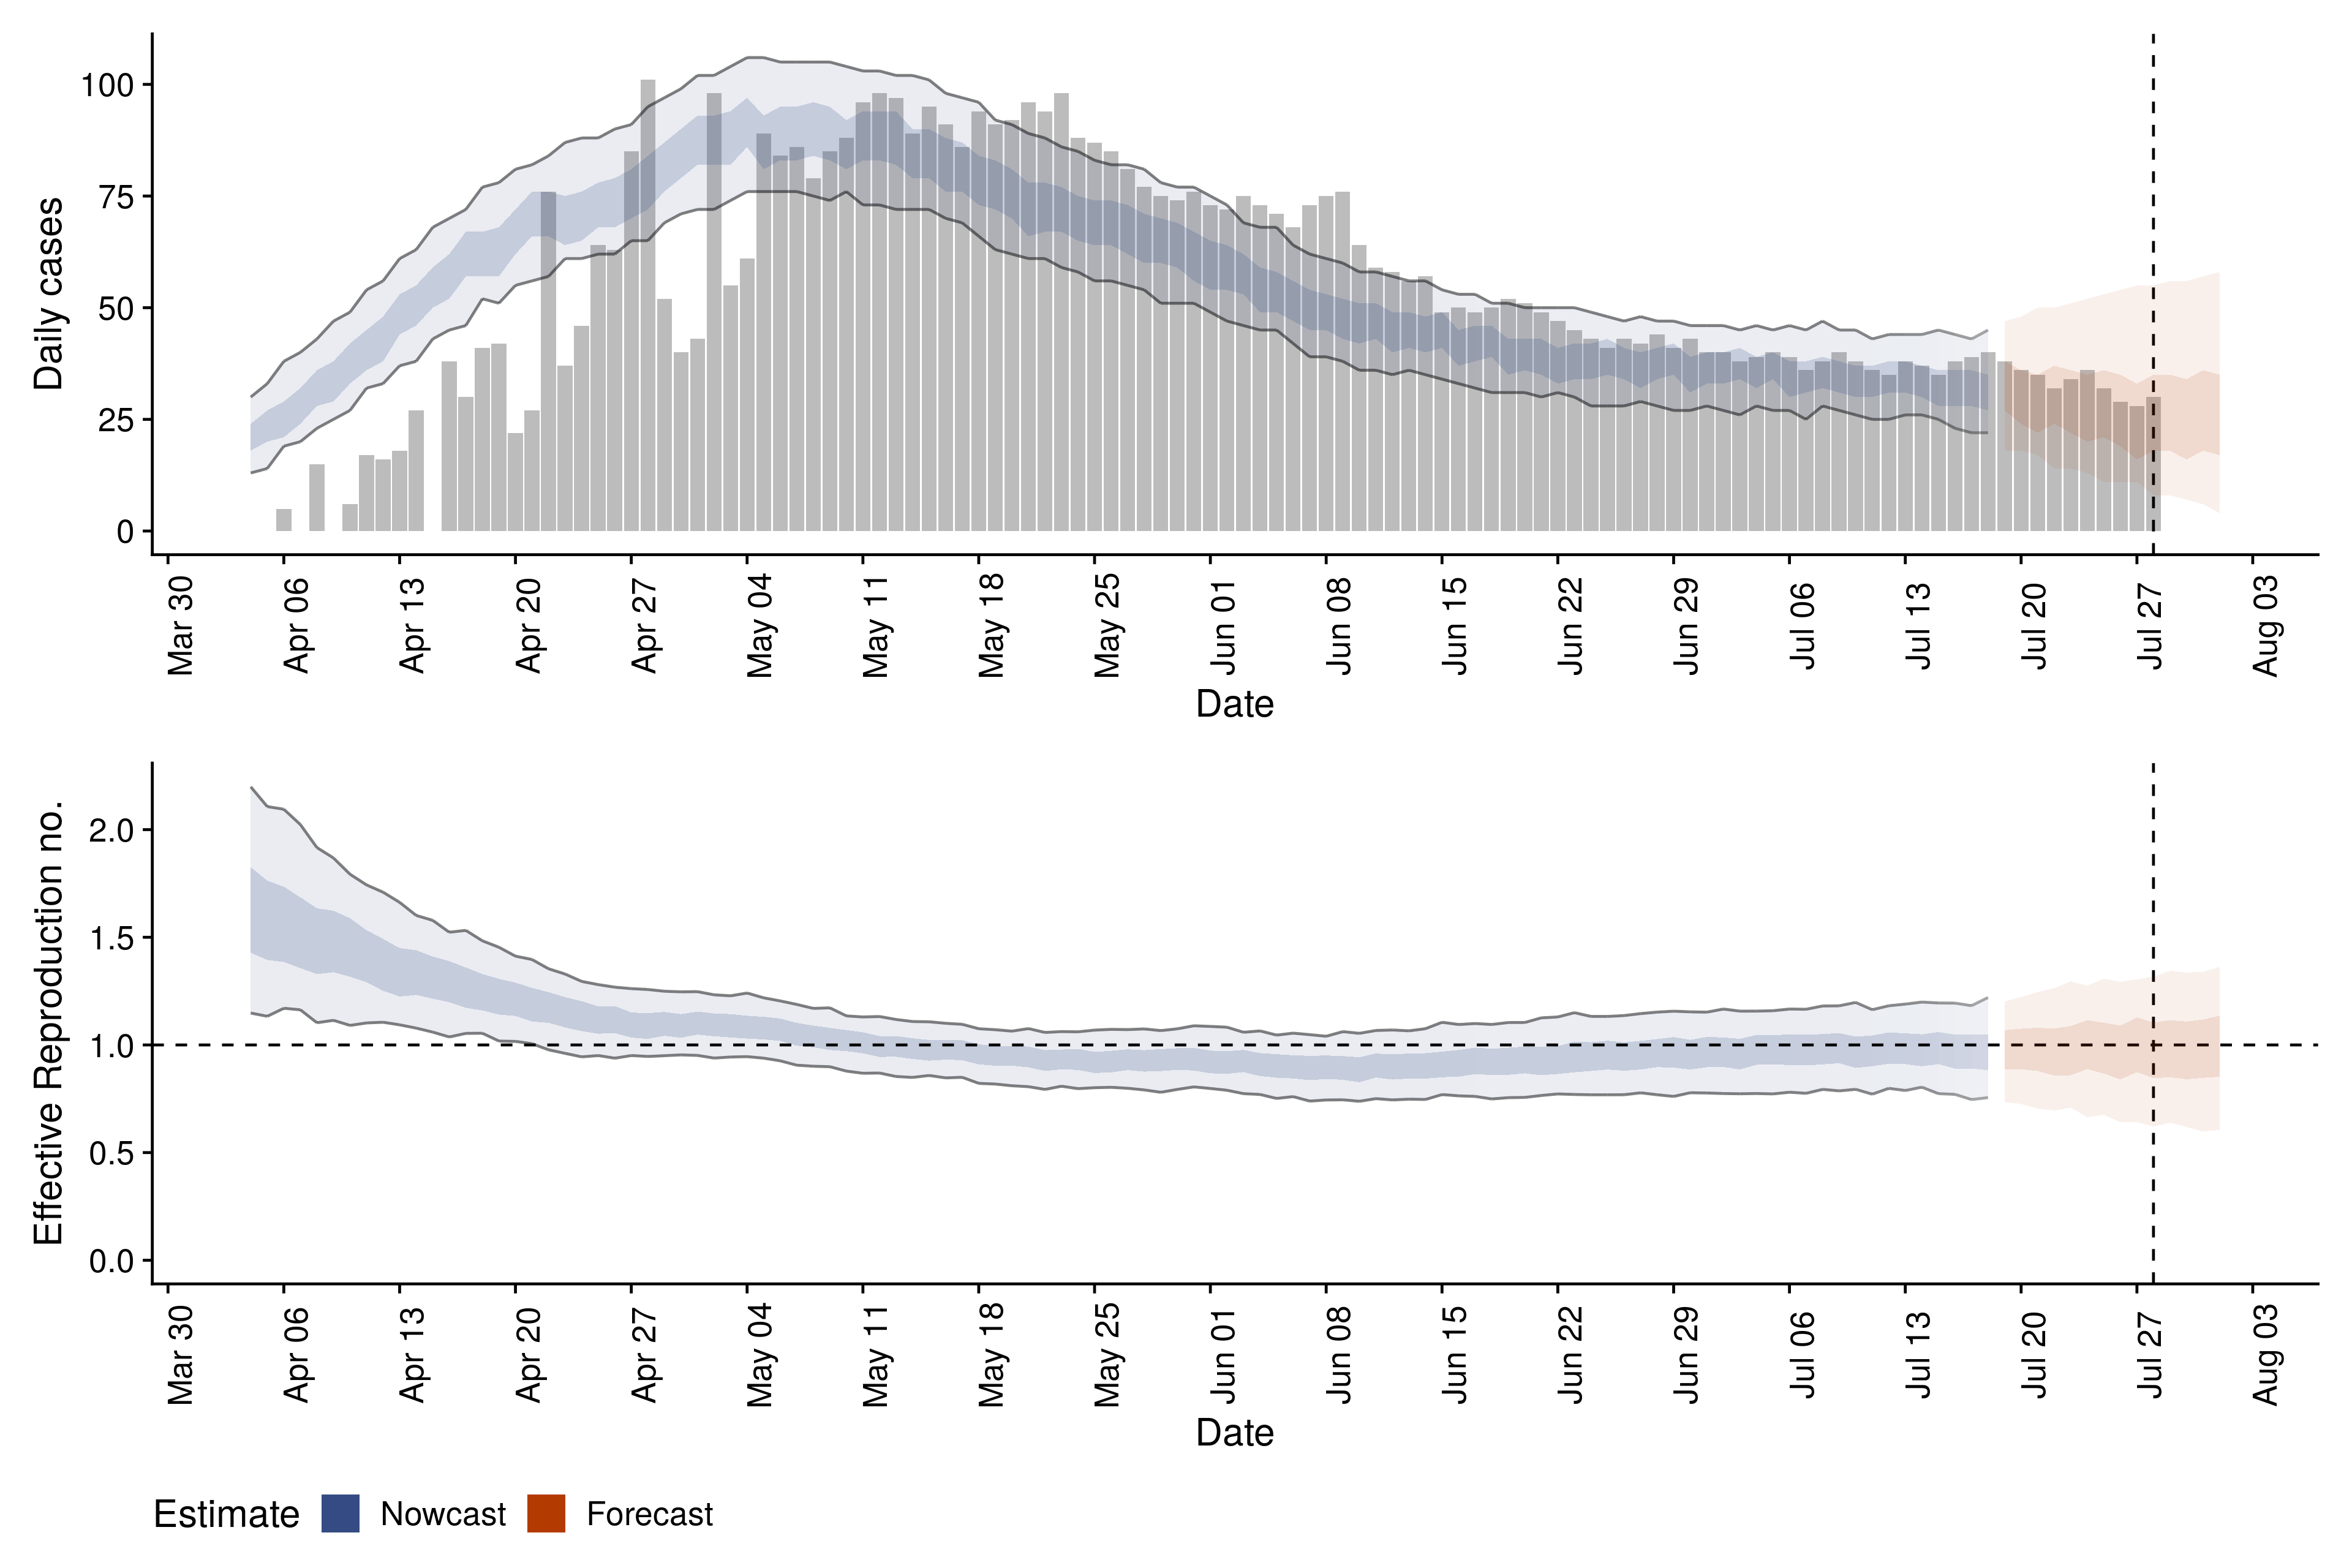 Daily cases
100
75
50
25
0
Mar 30
Apr 06
Apr 13
Apr 20
Apr 27
May 04
May 11
May 18
May 25
Jun 01
Jun 08
Jun 15
Jun 22
Jun 29
Jul 06
Jul 13
Jul 20
Jul 27
Aug 03
Date
Effective Reproduction no.
2.0
1.5
1.0
0.5
0.0
Mar 30
Apr 06
Apr 13
Apr 20
Apr 27
May 04
May 11
May 18
May 25
Jun 01
Jun 08
Jun 15
Jun 22
Jun 29
Jul 06
Jul 13
Jul 20
Jul 27
Aug 03
Date
Estimate Nowcast Forecast